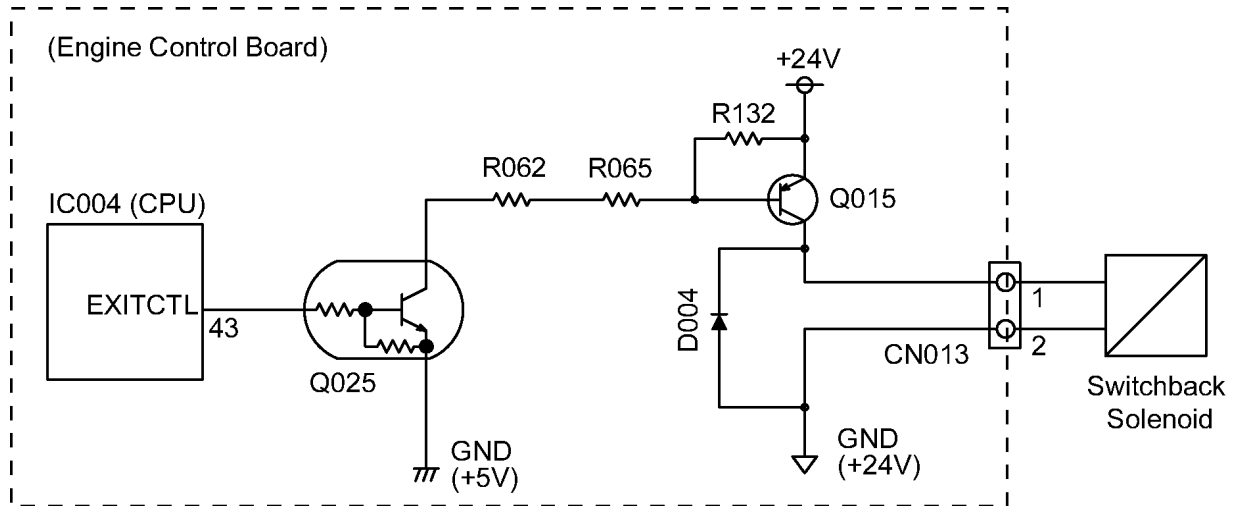 (Engine Control Board)
+24V
R132
R062
R065
Q015
IC004 (CPU)
EXITCTL
43
Q025
D004
1
CN013
2
Switchback
Solenoid
GND
(+5V)
GND
(+24V)